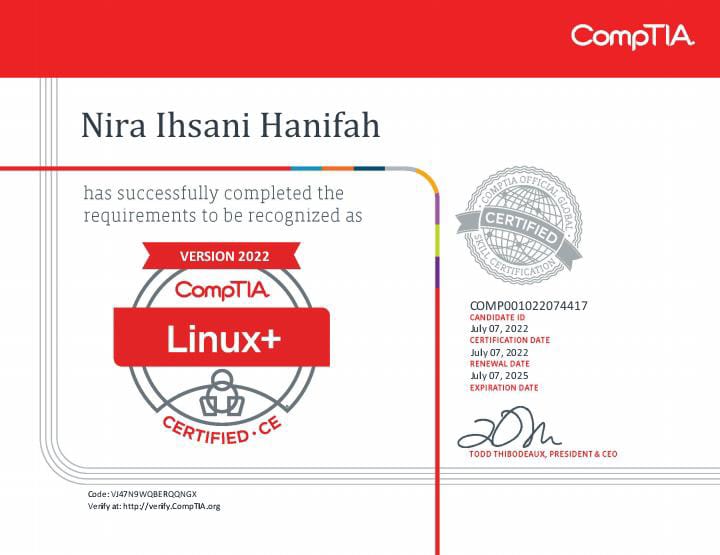 CompTIA.
Nira Ihsani Hanifah
has successfully completed the
requirements to be recognized as
VERSION 2022
CompTIA.
Linux+
CERTIFIED • CE
COMPTIA OFFICIAL GLOBAL
CERTIFIED
SKILL CERTIFICATION
COMP001022074417
CANDIDATE ID
July 07, 2022
CERTIFICATION DATE
July 07, 2022
RENEWAL DATE
July 07, 2025
EXPIRATION DATE
TODD THIBODEAUX, PRESIDENT & CEO
Code: VJ47N9WQBERQQNGX
Verify at: http://verify.CompTIA.org